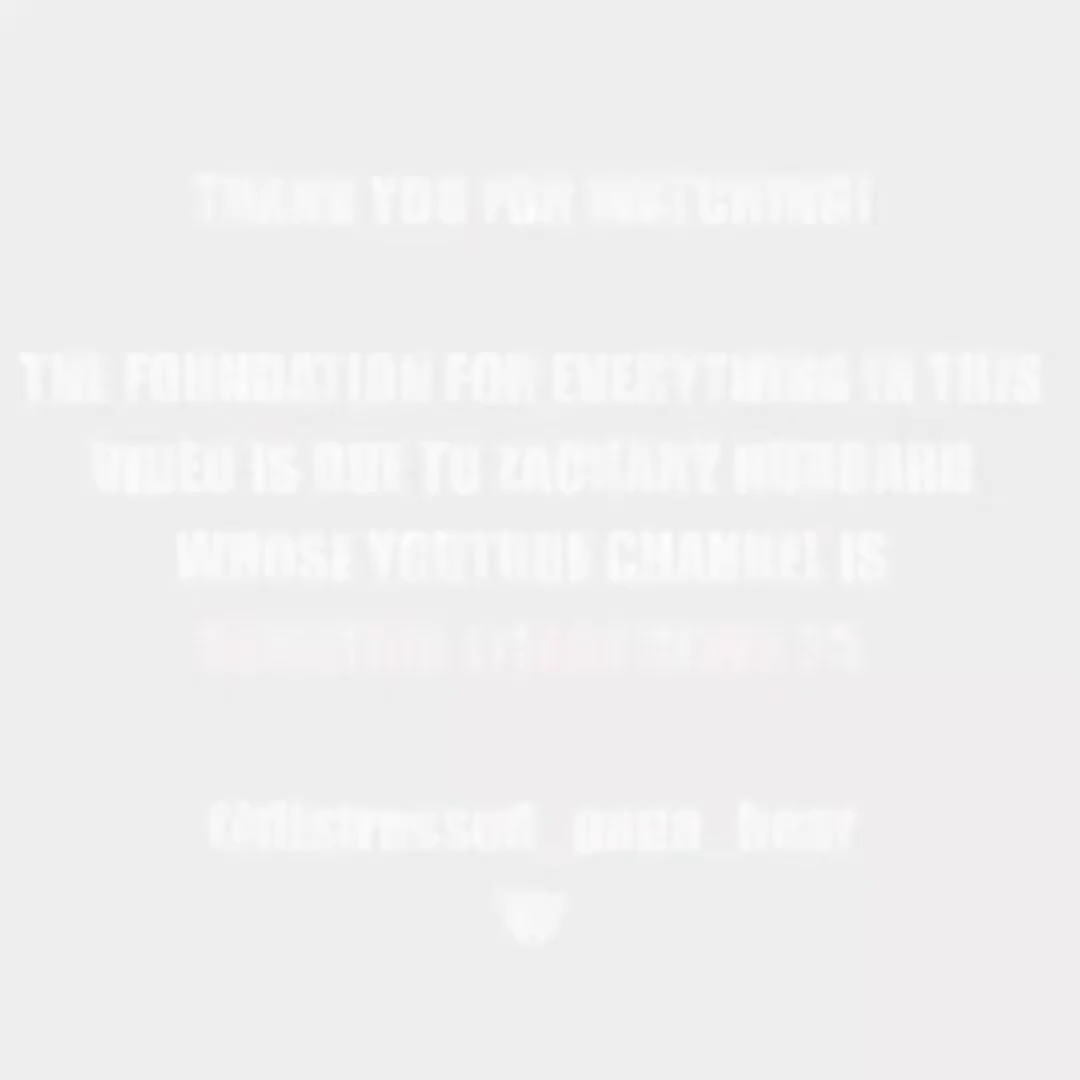 THANK YOU FOR WATCHING!
THE FOUNDATION FOR EVERYTHING IN THIS
VIDEO IS DUE TO ZACHARY HUBBARD
WHOSE YOUTUBE CHANNEL IS
@distressed_papa_bear